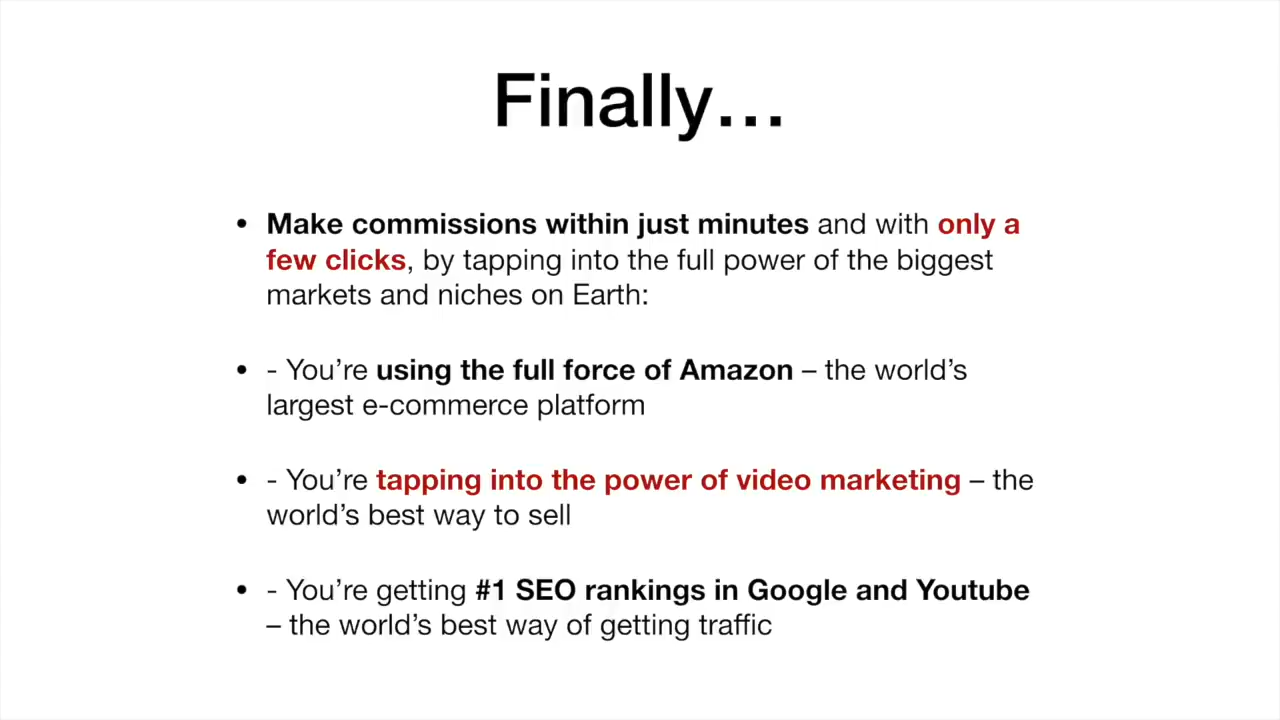 Finally…
• Make commissions within just minutes and with only a
few clicks, by tapping into the full power of the biggest
markets and niches on Earth:
• - You’re using the full force of Amazon – the world’s
largest e-commerce platform
• - You’re tapping into the power of video marketing – the
world’s best way to sell
• - You’re getting #1 SEO rankings in Google and Youtube
– the world’s best way of getting traffic